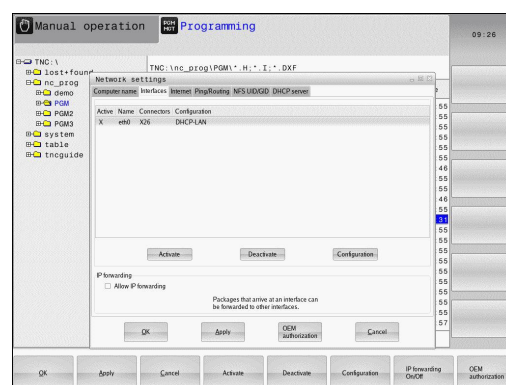 Manual operation
PGM MGT Programming
09:26
TNC:\
lost+found
nc_prog
demo
PGM
PGM2
PGM3
system
table
tncguide
TNC:\nc_prog\PGM\*.H;*.I;*.DXF
Network settings
Computer name Interfaces Internet Ping/Routing NFS UID/GID DHCP server
Active Name Connectors Configuration
X eth0 X26 DHCP-LAN
Activate Deactivate Configuration
IP forwarding
Allow IP forwarding
Packages that arrive at an interface can
be forwarded to other interfaces.
OK Apply OEM authorization Cancel
55
55
55
55
55
46
55
55
46
55
31
55
55
55
55
55
55
55
55
55
57
OK Apply Cancel Activate Deactivate Configuration IP forwarding On/Off OEM authorization